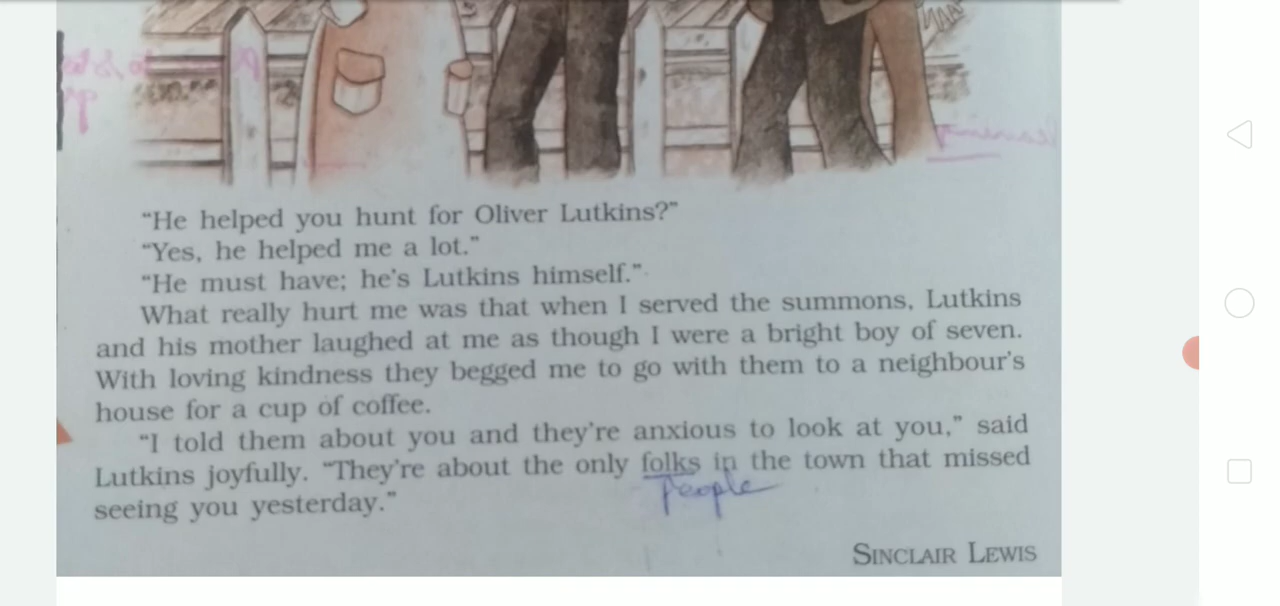 “He helped you hunt for Oliver Lutkins?”
“Yes, he helped me a lot.”
“He must have; he’s Lutkins himself.”
What really hurt me was that when I served the summons, Lutkins
and his mother laughed at me as though I were a bright boy of seven.
With loving kindness they begged me to go with them to a neighbour’s
house for a cup of coffee.
“I told them about you and they’re anxious to look at you,” said
Lutkins joyfully. “They’re about the only folks in the town that missed
seeing you yesterday.”
People
SINCLAIR LEWIS